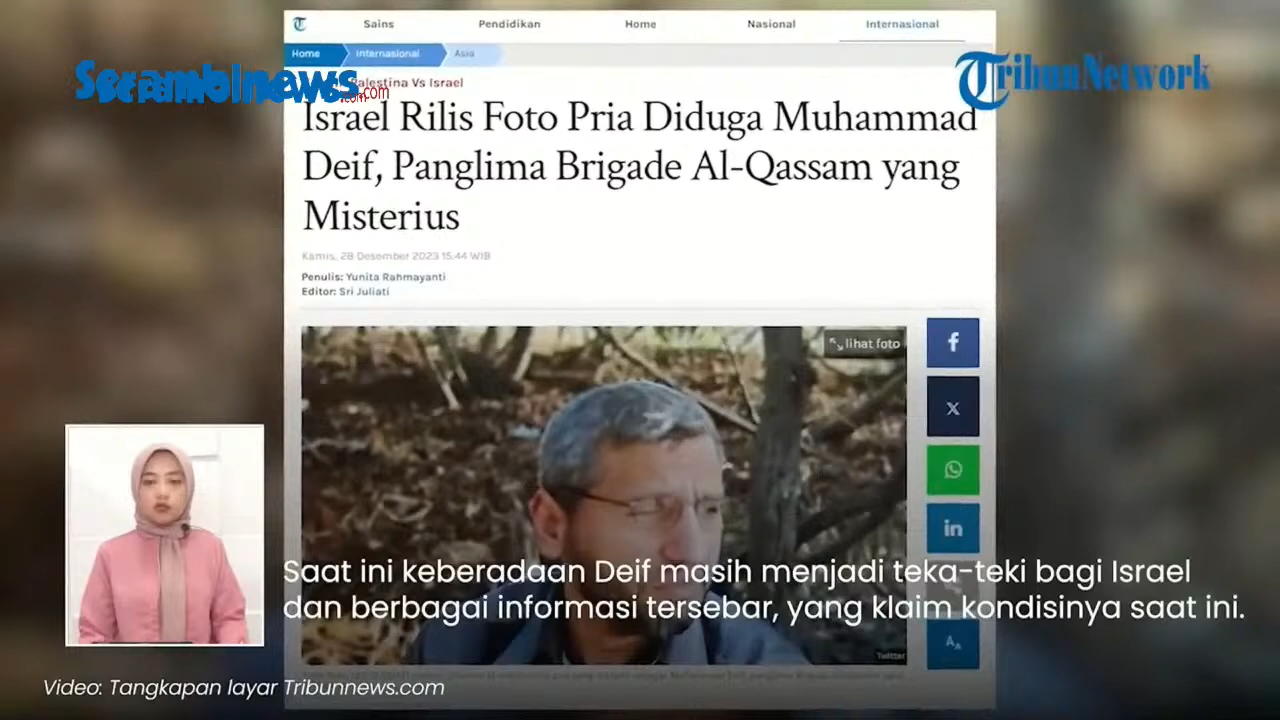 Sains Pendidikan Home Nasional Internasional
Home Internasional Asia
Serambinews
.com
TribunNetwork
Palestina Vs Israel
Israel Rilis Foto Pria Diduga Muhammad
Deif, Panglima Brigade Al-Qassam yang
Misterius
Kamis, 28 Desember 2023 15:44 WIB
Penulis: Yunita Rahmayanti
Editor: Sri Juliati
lihat foto
Saat ini keberadaan Deif masih menjadi teka-teki bagi Israel
dan berbagai informasi tersebar, yang klaim kondisinya saat ini.
Twitter
Video: Tangkapan layar Tribunnews.com